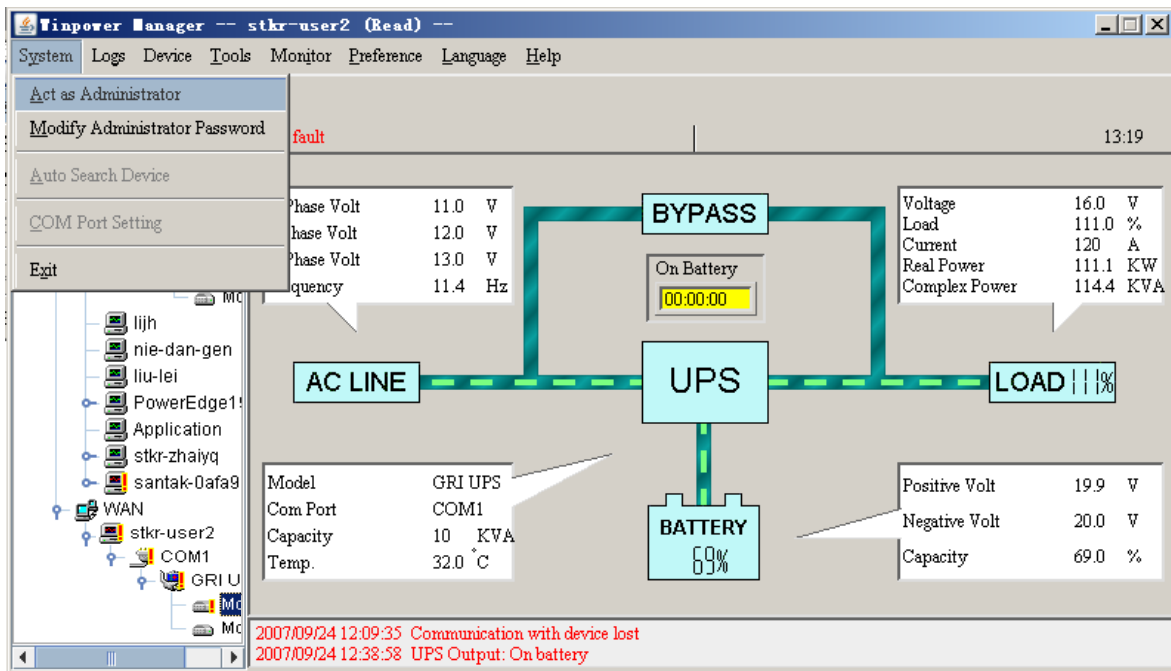 Winpower Manager -- stkr-user2 (Read) --
System Logs Device Tools Monitor Preference Language Help
Act as Administrator
Modify Administrator Password
Auto Search Device
COM Port Setting
Exit
fault
13:19
Phase Volt 11.0 V
hase Volt 12.0 V
Phase Volt 13.0 V
quency 11.4 Hz
BYPASS
On Battery
00:00:00
Voltage 16.0 V
Load 111.0 %
Current 120 A
Real Power 111.1 KW
Complex Power 114.4 KVA
AC LINE
UPS
LOAD 111%
Mo
lijh
nie-dan-gen
liu-lei
PowerEdge19
Application
stkr-zhaiyq
santak-0afa9
WAN
stkr-user2
COM1
GRI U
Mo
Mo
Model GRI UPS
Com Port COM1
Capacity 10 KVA
Temp. 32.0 °C
BATTERY
69%
Positive Volt 19.9 V
Negative Volt 20.0 V
Capacity 69.0 %
2007/09/24 12:09:35 Communication with device lost
2007/09/24 12:38:58 UPS Output: On battery